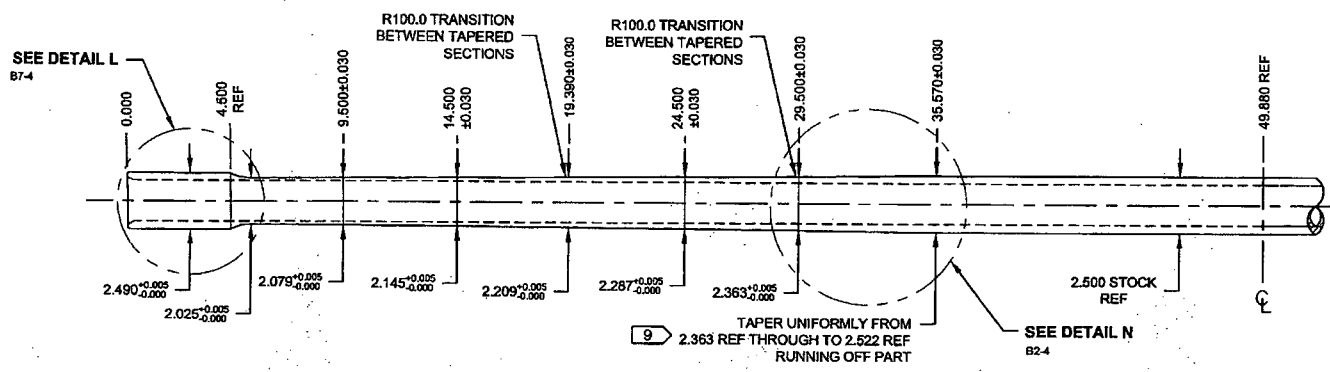 R100.0 TRANSITION
BETWEEN TAPERED
SECTIONS
R100.0 TRANSITION
BETWEEN TAPERED
SECTIONS
SEE DETAIL L
B7-4
0.000
4.600
REF
9.500±0.030
14.500
±0.030
19.390±0.030
24.500
±0.030
29.500±0.030
35.570±0.030
49.880 REF
2.490+0.005
-0.000
2.025+0.005
-0.000
2.079+0.005
-0.000
2.145+0.005
-0.000
2.209+0.005
-0.000
2.287+0.005
-0.000
2.363+0.005
-0.000
2.500 STOCK
REF
CL
9 TAPER UNIFORMLY FROM
2.363 REF THROUGH TO 2.522 REF
RUNNING OFF PART
SEE DETAIL N
B2-4